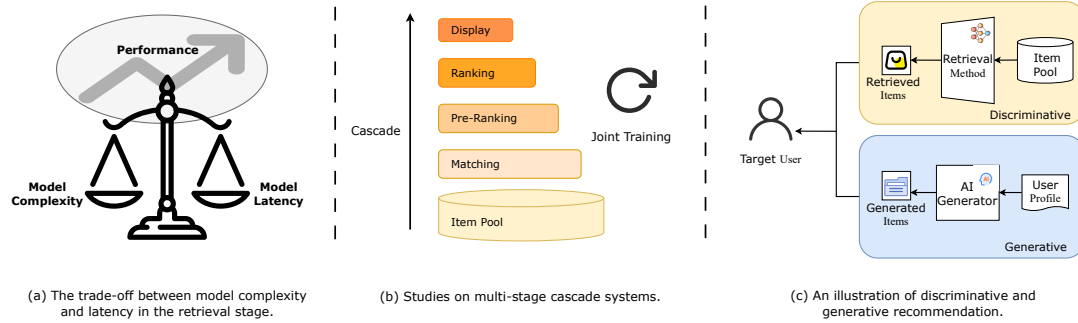 Performance
Model
Complexity
Model
Latency
(a) The trade-off between model complexity
and latency in the retrieval stage.
Cascade
Display
Ranking
Pre-Ranking
Matching
Item Pool
Joint Training
(b) Studies on multi-stage cascade systems.
Target User
Retrieved
Items
Retrieval
Method
Item
Pool
Discriminative
Generated
Items
AI
Generator
User
Profile
Generative
(c) An illustration of discriminative and
generative recommendation.